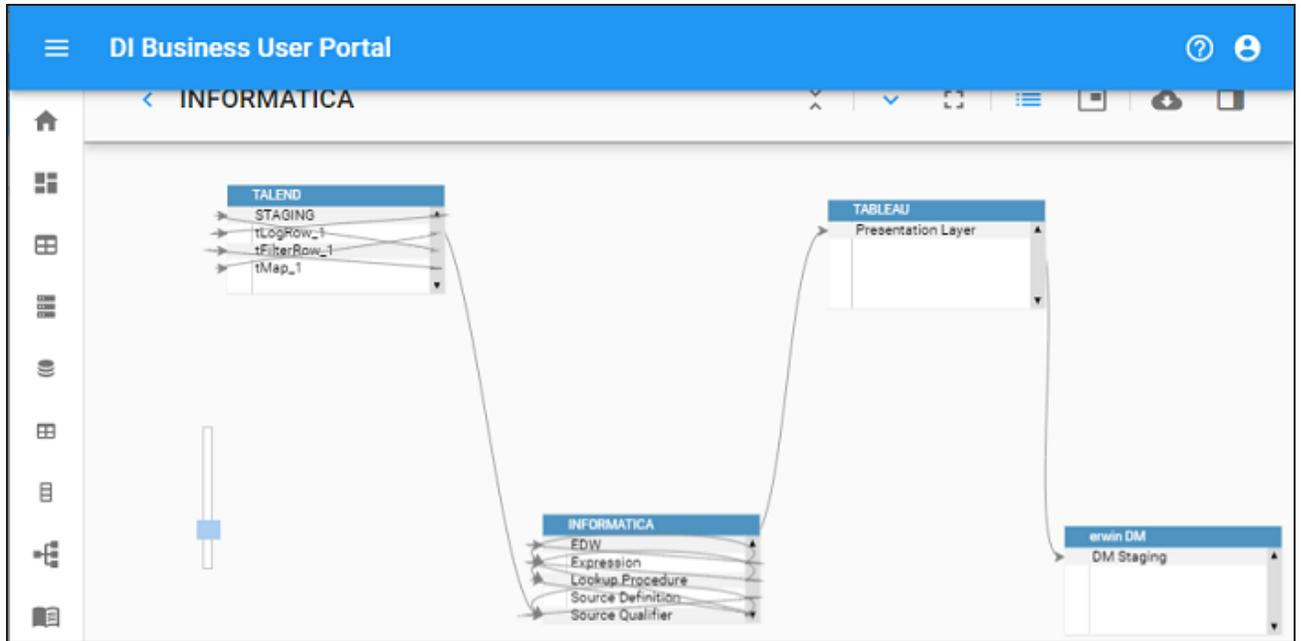 DI Business User Portal
INFORMATICA
TALEND
STAGING
tLogRow_1
tFilterRow_1
tMap_1
TABLEAU
Presentation Layer
INFORMATICA
EDW
Expression
Lookup Procedure
Source Definition
Source Qualifier
erwin DM
DM Staging